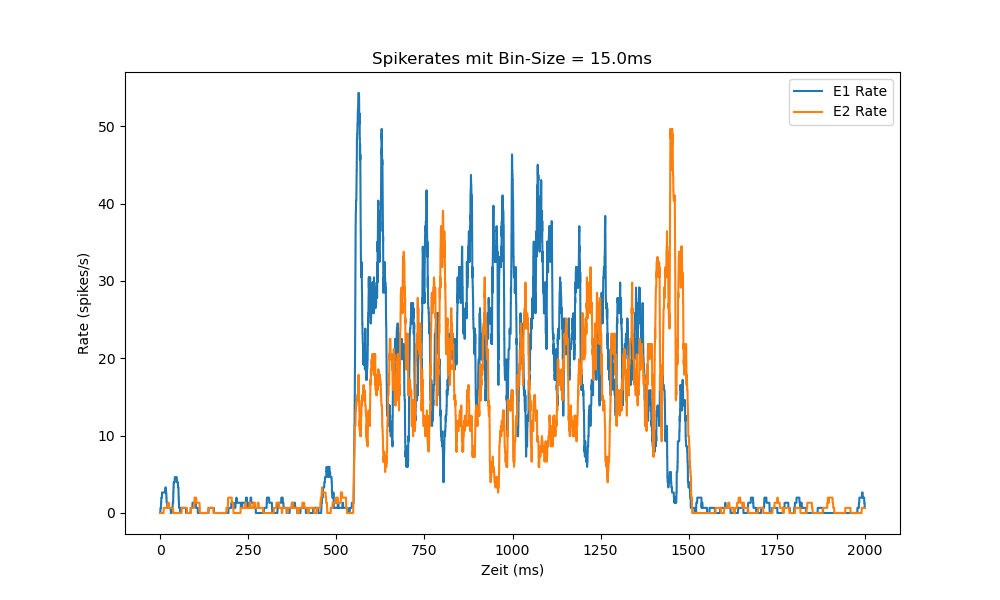 Spikerates mit Bin-Size = 15.0ms
E1 Rate
E2 Rate
Rate (spikes/s)
50
40
30
20
10
0
0 250 500 750 1000 1250 1500 1750 2000
Zeit (ms)